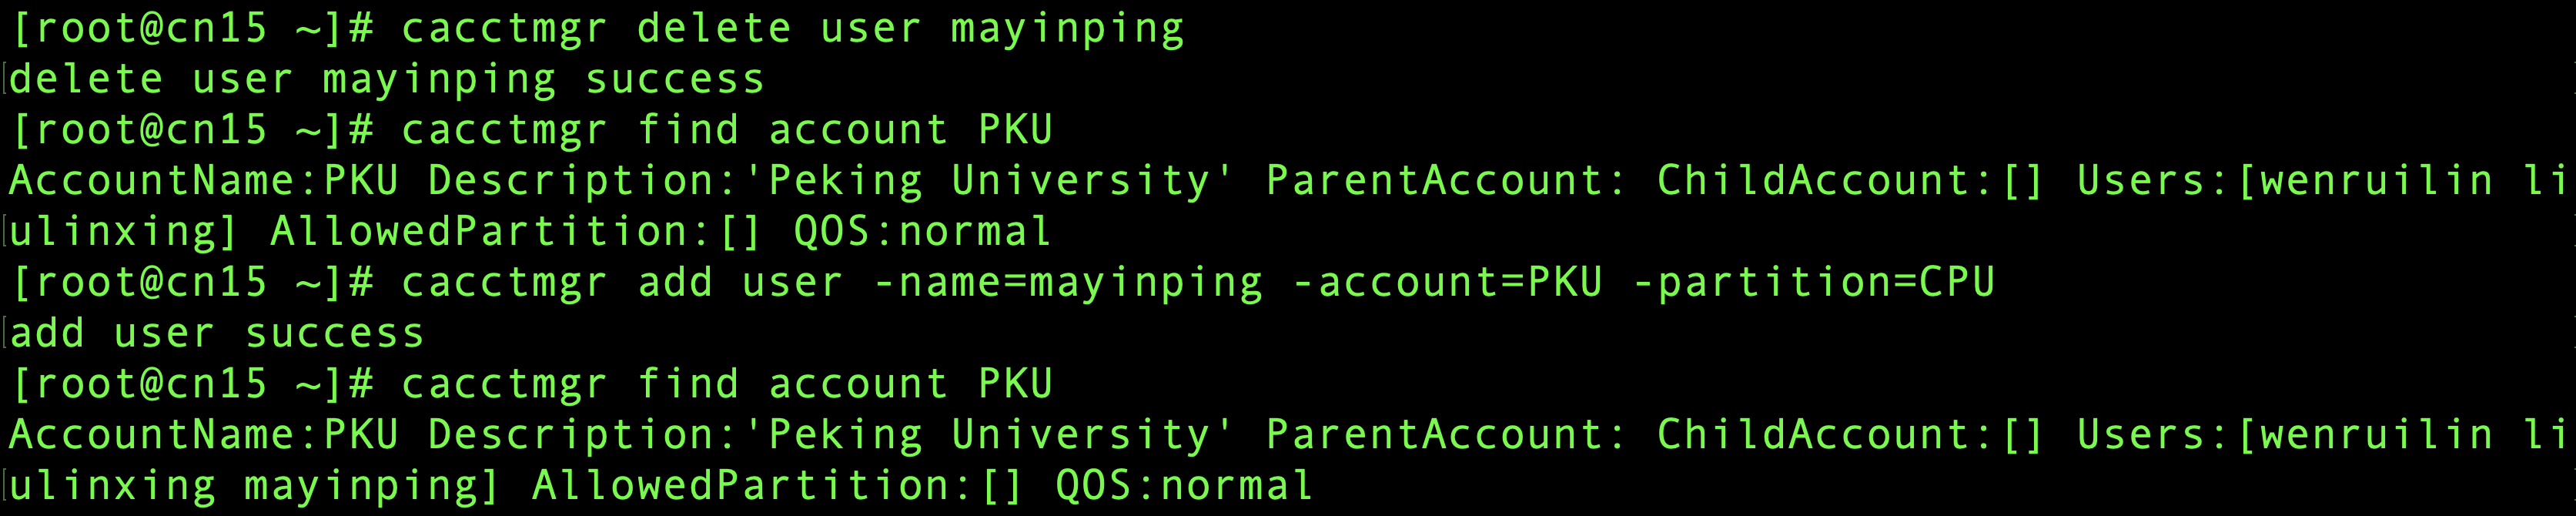 [root@cn15 ~]# cacctmgr delete user mayinping
delete user mayinping success
[root@cn15 ~]# cacctmgr find account PKU
AccountName:PKU Description:'Peking University' ParentAccount: ChildAccount:[] Users:[wenruilin li
ulinxing] AllowedPartition:[] QOS:normal
[root@cn15 ~]# cacctmgr add user -name=mayinping -account=PKU -partition=CPU
add user success
[root@cn15 ~]# cacctmgr find account PKU
AccountName:PKU Description:'Peking University' ParentAccount: ChildAccount:[] Users:[wenruilin li
ulinxing mayinping] AllowedPartition:[] QOS:normal